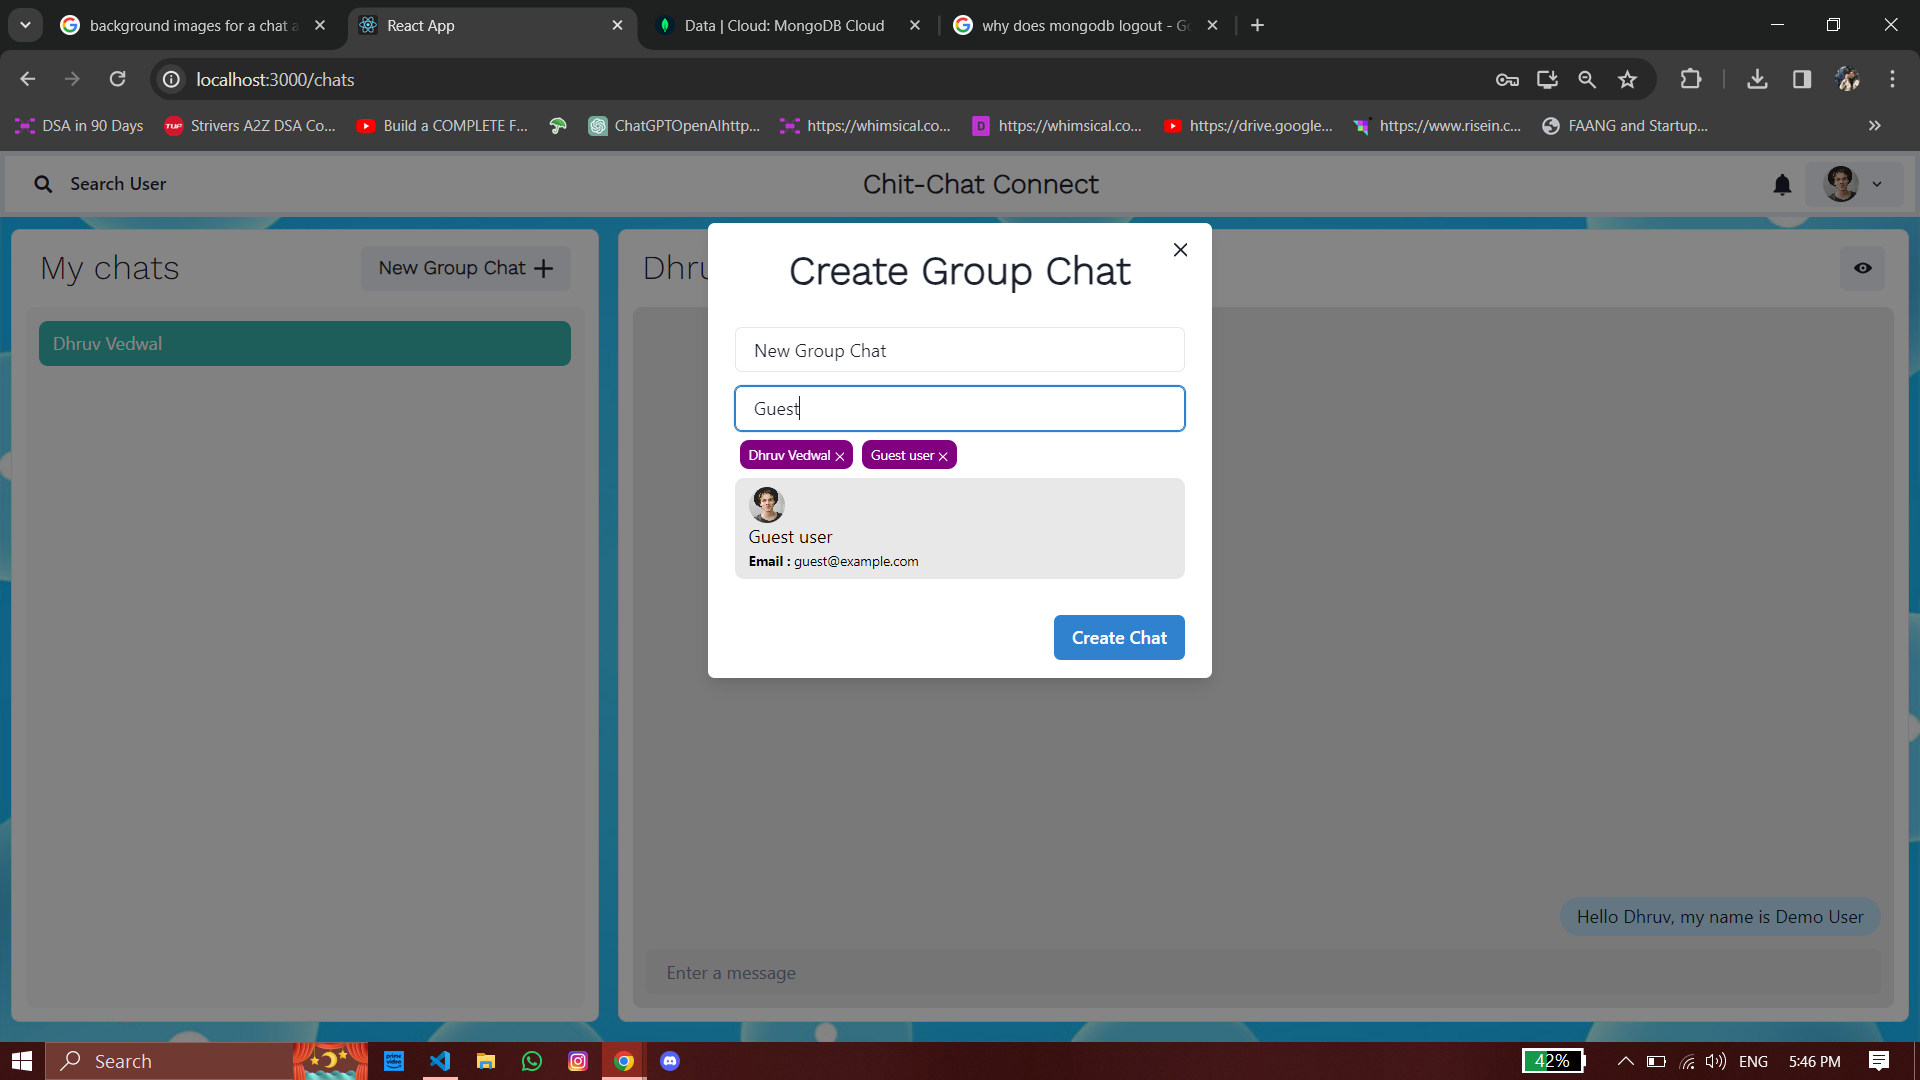 background images for a chat a
React App
Data | Cloud: MongoDB Cloud
why does mongodb logout - Go
localhost:3000/chats
DSA in 90 Days
Strivers A2Z DSA Co...
Build a COMPLETE F...
ChatGPTOpenAIhttp...
https://whimsical.co...
https://whimsical.co...
https://drive.google...
https://www.risein.c...
FAANG and Startup...
Search User
Chit-Chat Connect
My chats
New Group Chat
Dhru
Dhruv Vedwal
Create Group Chat
New Group Chat
Guest
Dhruv Vedwal
Guest user
Guest user
Email : guest@example.com
Create Chat
Hello Dhruv, my name is Demo User
Enter a message
Search
prime video
42%
ENG
5:46 PM